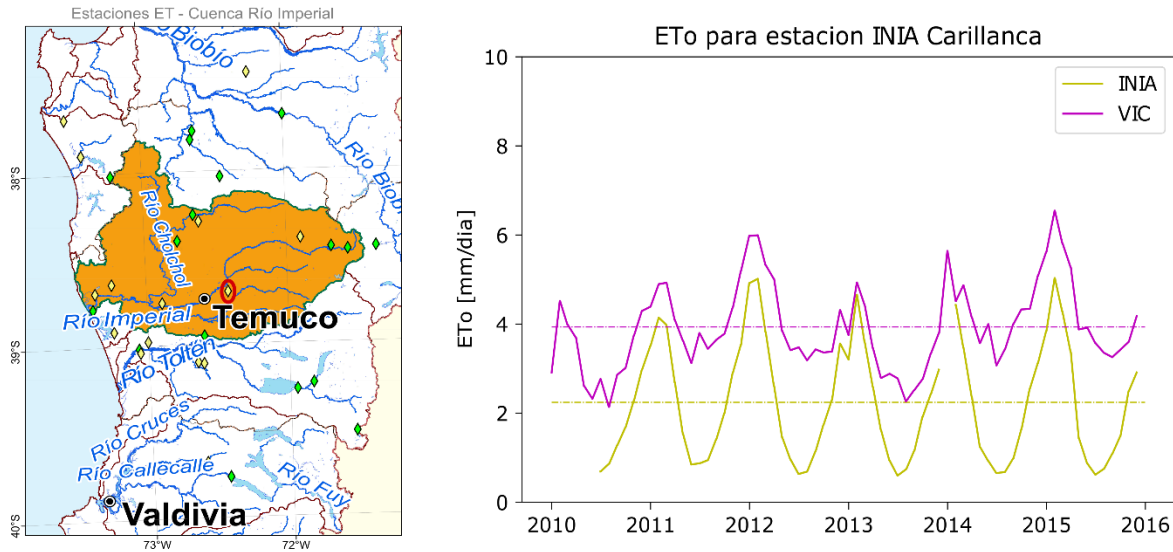 Estaciones ET - Cuenca Río Imperial
Río Biobío
Río Biobí
38°S
Río Cholchol
Temuco
Río Imperial
39°S
Río Toltén
Río Cruces
Río Callecalle
Río Fuy
Valdivia
40°S
73°W
72°W
ETo para estacion INIA Carillanca
INIA
VIC
ETo [mm/dia]
10
8
6
4
2
0
2010 2011 2012 2013 2014 2015 2016